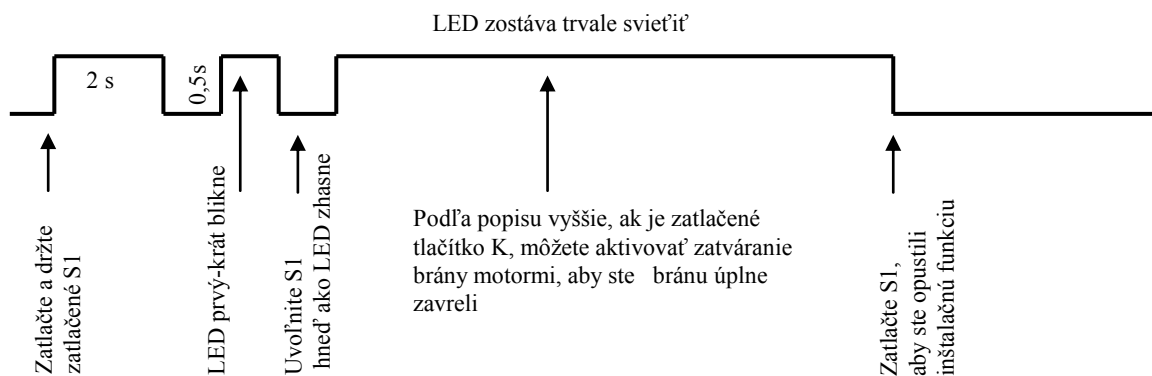 LED zostáva trvale svieťiť
2 s
0,5s
Zatlačte a držte
zatlačené S1
LED prvý-krát blikne
Uvoľnite S1
hneď ako LED zhasne
Podľa popisu vyššie, ak je zatlačené
tlačítko K, môžete aktivovať zatváranie
brány motormi, aby ste bránu úplne
zavreli
Zatlačte S1,
aby ste opustili
inštalačnú funkciu